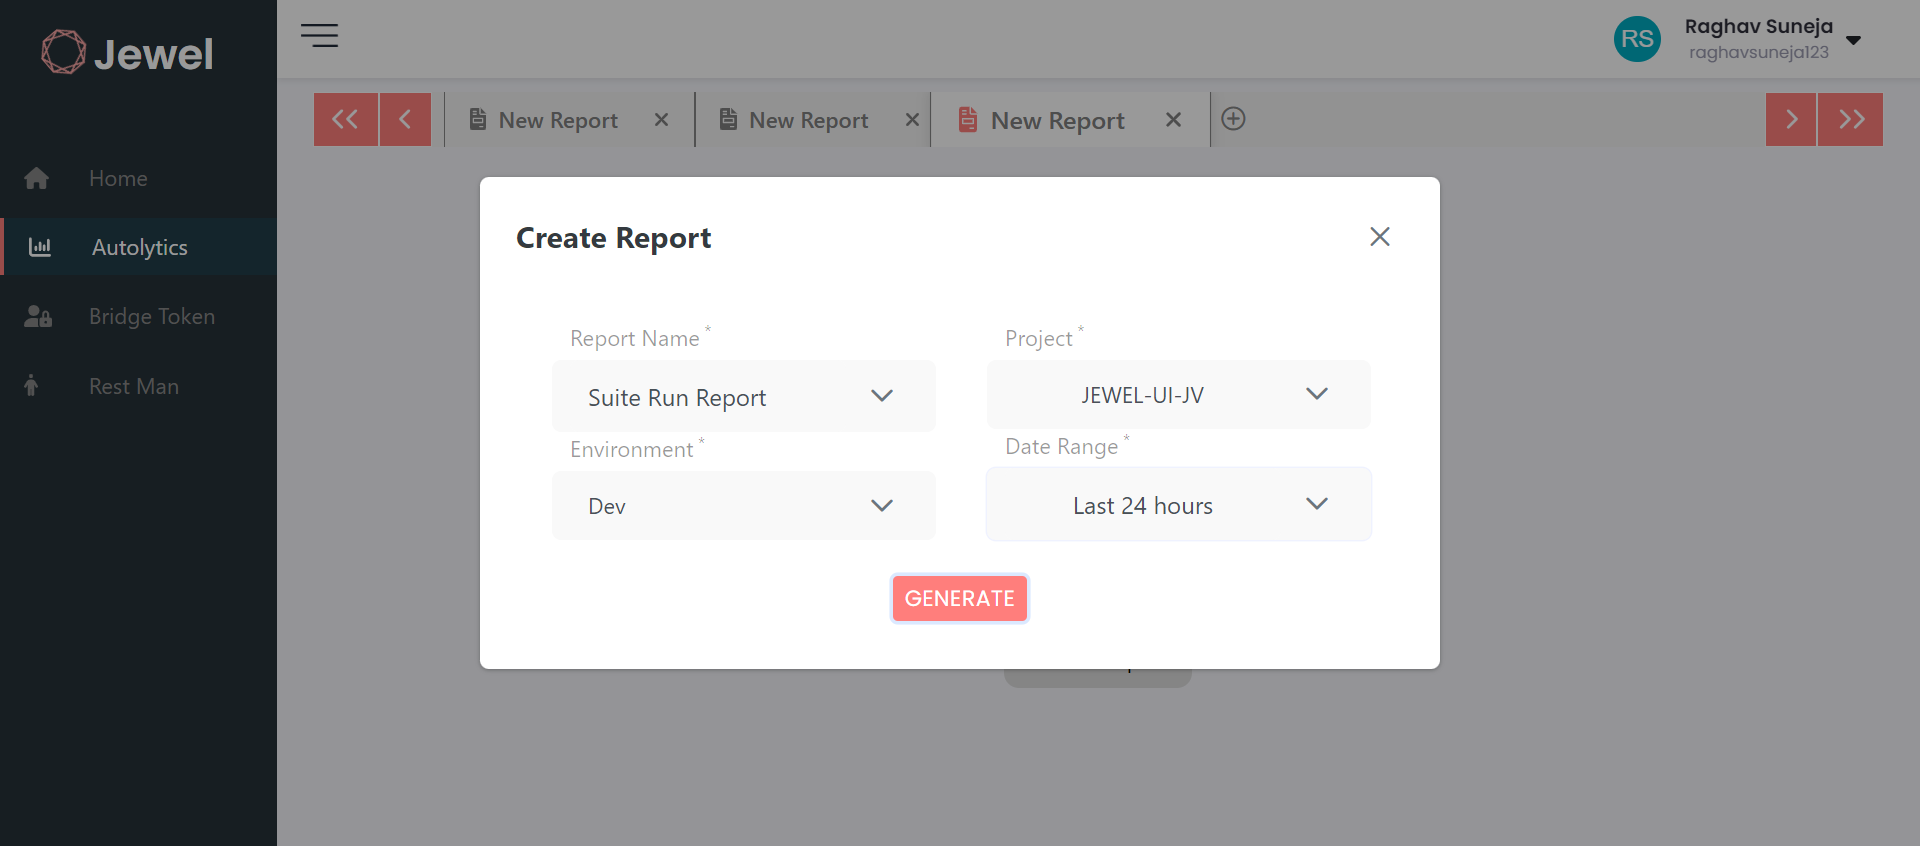 Jewel
RS
Raghav Suneja
raghavsuneja123
New Report
New Report
New Report
Home
Autolytics
Bridge Token
Rest Man
Create Report
Report Name *
Project *
Suite Run Report
JEWEL-UI-JV
Environment *
Date Range *
Dev
Last 24 hours
GENERATE